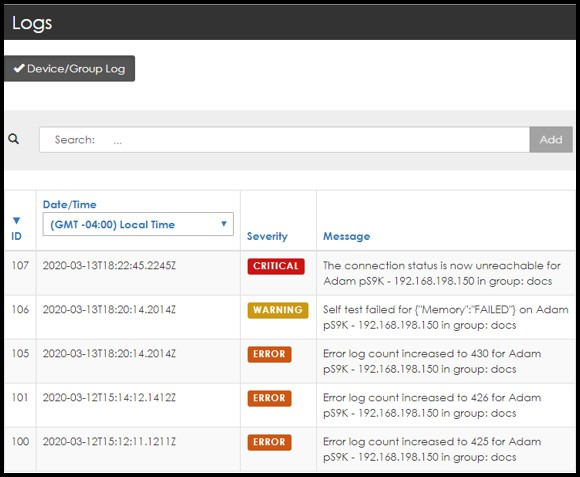 Logs
✔ Device/Group Log
Search: ...
Add
Date/Time
▼
(GMT -04:00) Local Time ▼
ID
Severity
Message
107 2020-03-13T18:22:45.2245Z CRITICAL The connection status is now unreachable for
Adam pS9K - 192.168.198.150 in group: docs
106 2020-03-13T18:20:14.2014Z WARNING Self test failed for {"Memory":"FAILED"} on Adam
pS9K - 192.168.198.150 in group: docs
105 2020-03-13T18:20:14.2014Z ERROR Error log count increased to 430 for Adam
pS9K - 192.168.198.150 in group: docs
101 2020-03-12T15:14:12.1412Z ERROR Error log count increased to 426 for Adam
pS9K - 192.168.198.150 in group: docs
100 2020-03-12T15:12:11.1211Z ERROR Error log count increased to 425 for Adam
pS9K - 192.168.198.150 in group: docs